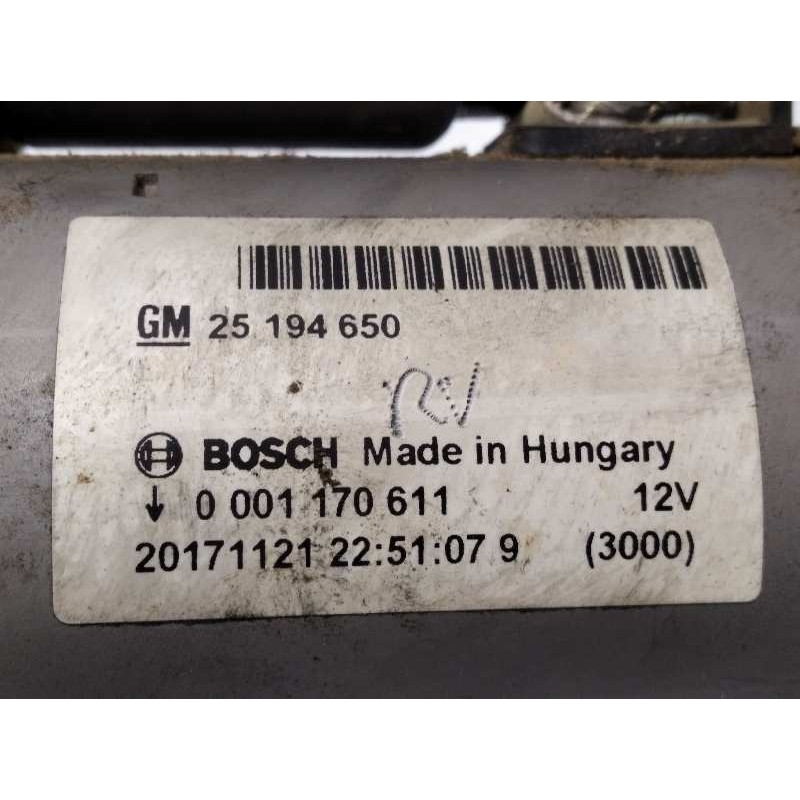 GM 25 194 650
BOSCH Made in Hungary
↓ 0 001 170 611 12V
20171121 22:51:07 9 (3000)